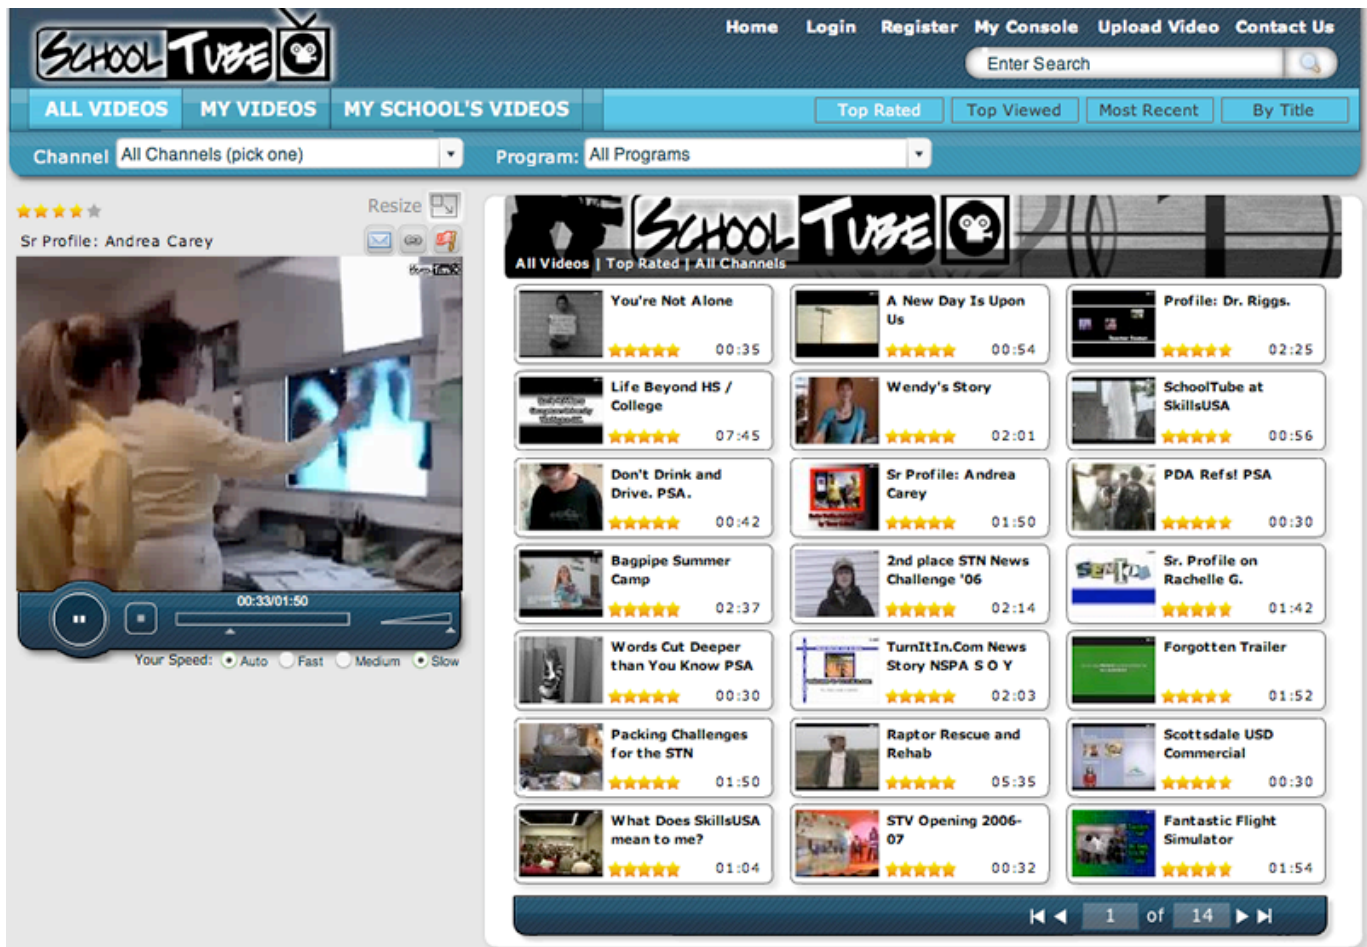 SCHOOL TUBE
Home Login Register My Console Upload Video Contact Us
Enter Search
ALL VIDEOS MY VIDEOS MY SCHOOL'S VIDEOS
Top Rated Top Viewed Most Recent By Title
Channel All Channels (pick one) Program: All Programs
Resize
Sr Profile: Andrea Carey
00:33/01:50
Your Speed: Auto Fast Medium Slow
SCHOOL TUBE
All Videos | Top Rated | All Channels
You're Not Alone
00:35
A New Day Is Upon
Us
00:54
Profile: Dr. Riggs.
02:25
Life Beyond HS /
College
07:45
Wendy's Story
02:01
SchoolTube at
SkillsUSA
00:56
Don't Drink and
Drive. PSA.
00:42
Sr Profile: Andrea
Carey
01:50
PDA Refs! PSA
00:30
Bagpipe Summer
Camp
02:37
2nd place STN News
Challenge '06
02:14
Sr. Profile on
Rachelle G.
01:42
Words Cut Deeper
than You Know PSA
00:30
TurnItIn.Com News
Story NSPA S O Y
02:03
Forgotten Trailer
01:52
Packing Challenges
for the STN
01:50
Raptor Rescue and
Rehab
05:35
Scottsdale USD
Commercial
00:30
What Does SkillsUSA
mean to me?
01:04
STV Opening 2006-
07
00:32
Fantastic Flight
Simulator
01:54
1 of 14